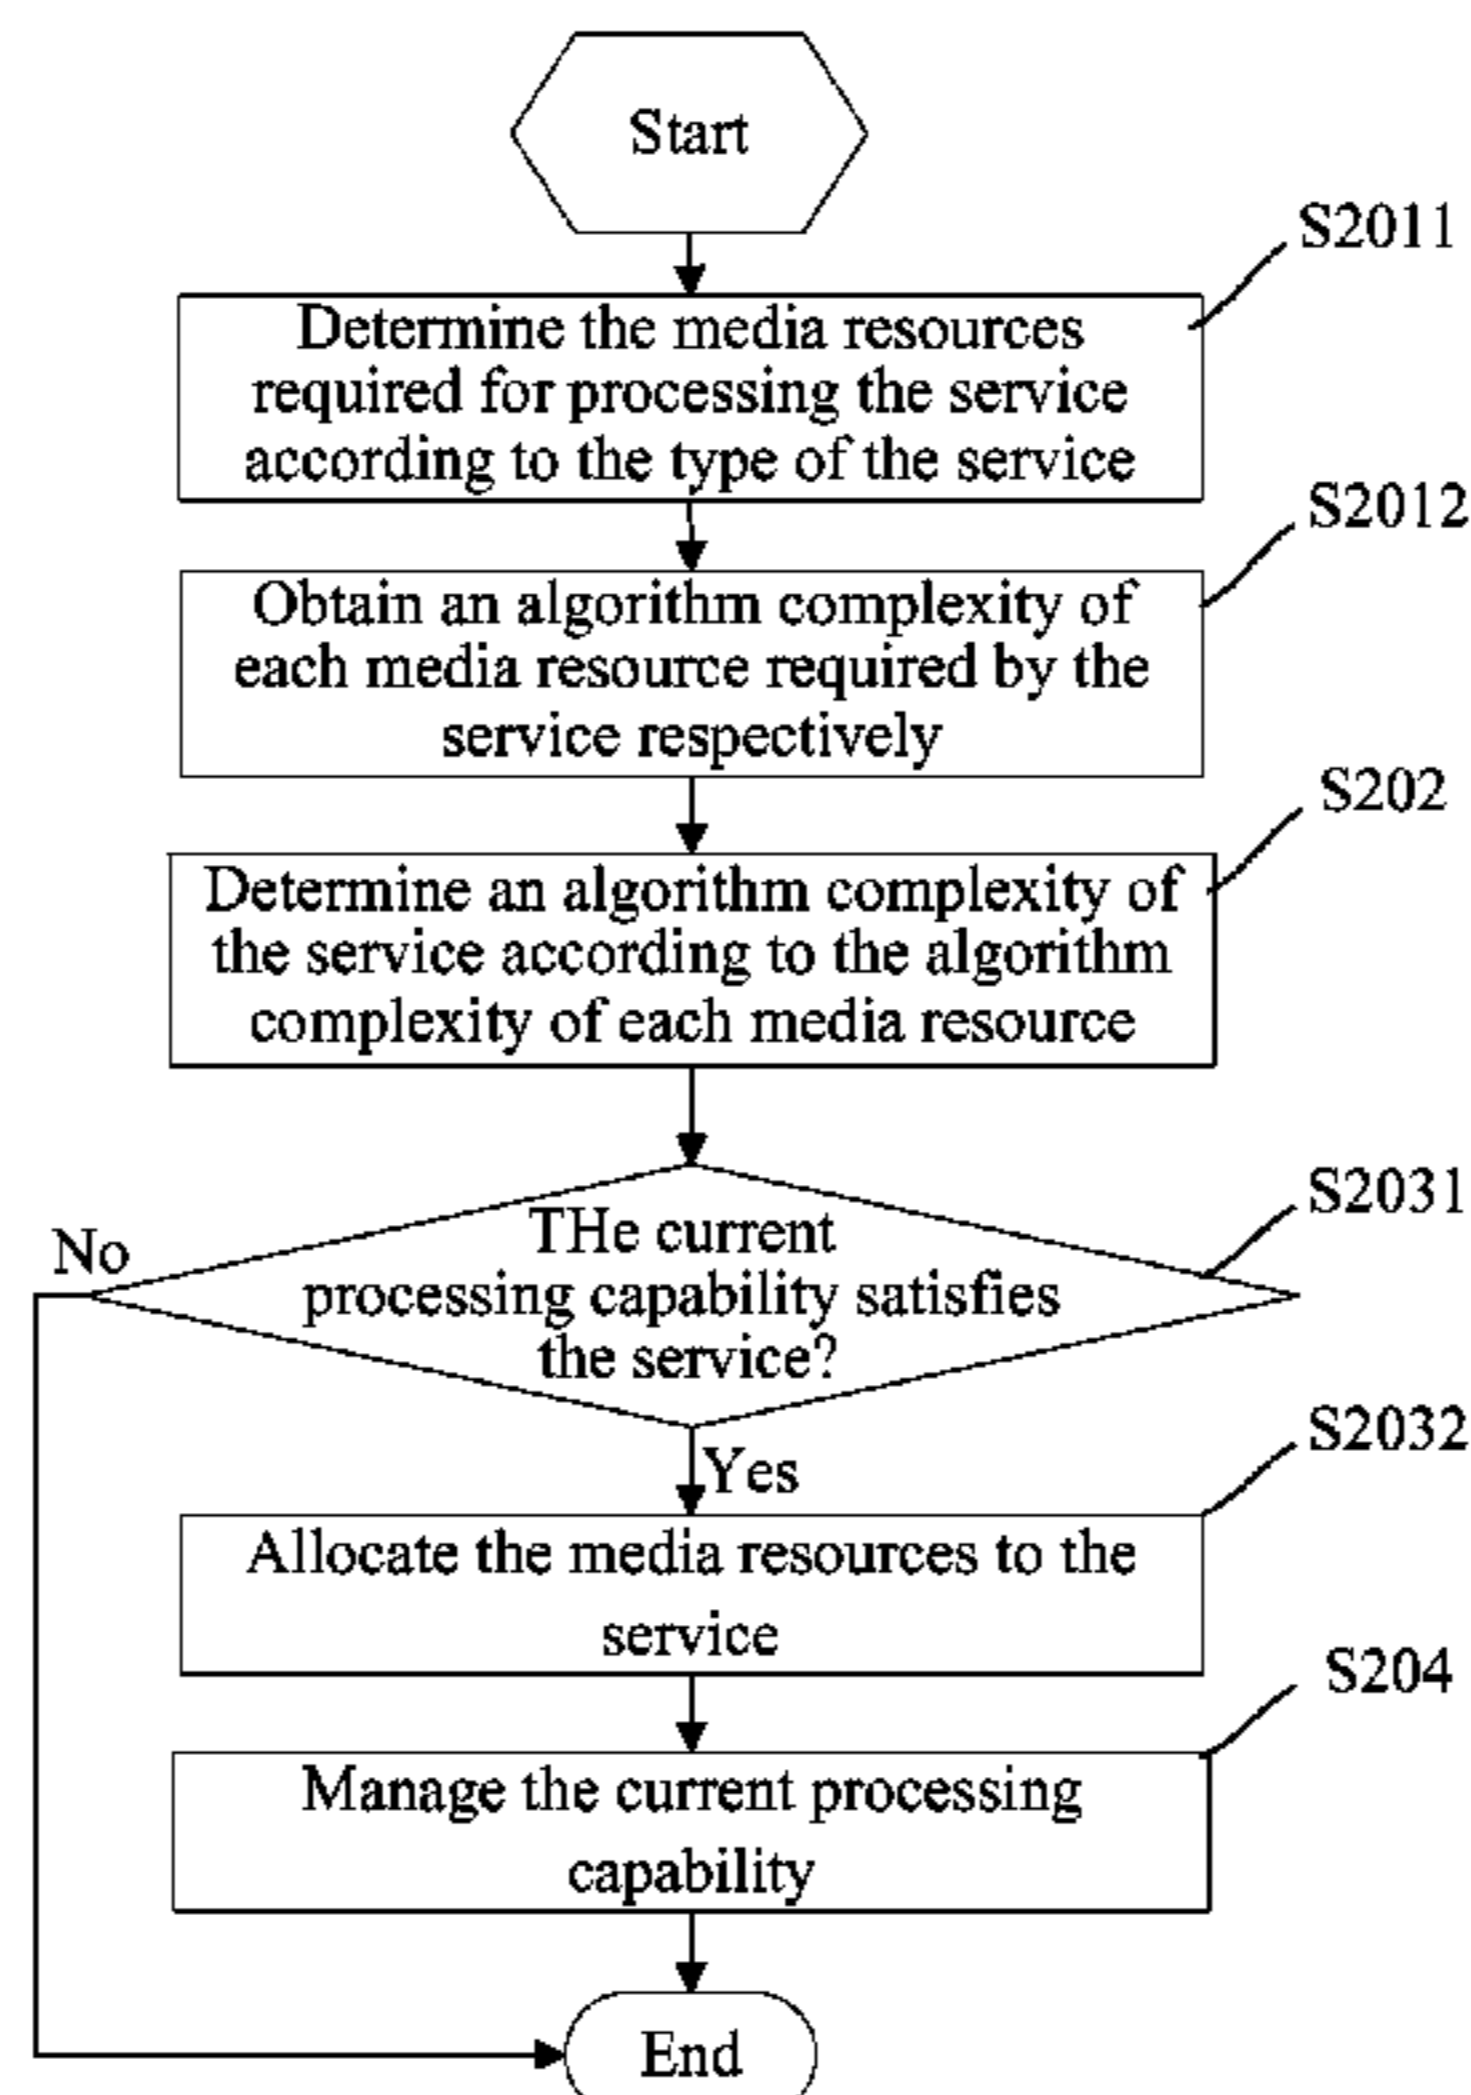 Start
S2011
Determine the media resources
required for processing the service
according to the type of the service
S2012
Obtain an algorithm complexity of
each media resource required by the
service respectively
S202
Determine an algorithm complexity of
the service according to the algorithm
complexity of each media resource
S2031
No
THe current
processing capability satisfies
the service?
Yes
S2032
Allocate the media resources to the
service
S204
Manage the current processing
capability
End